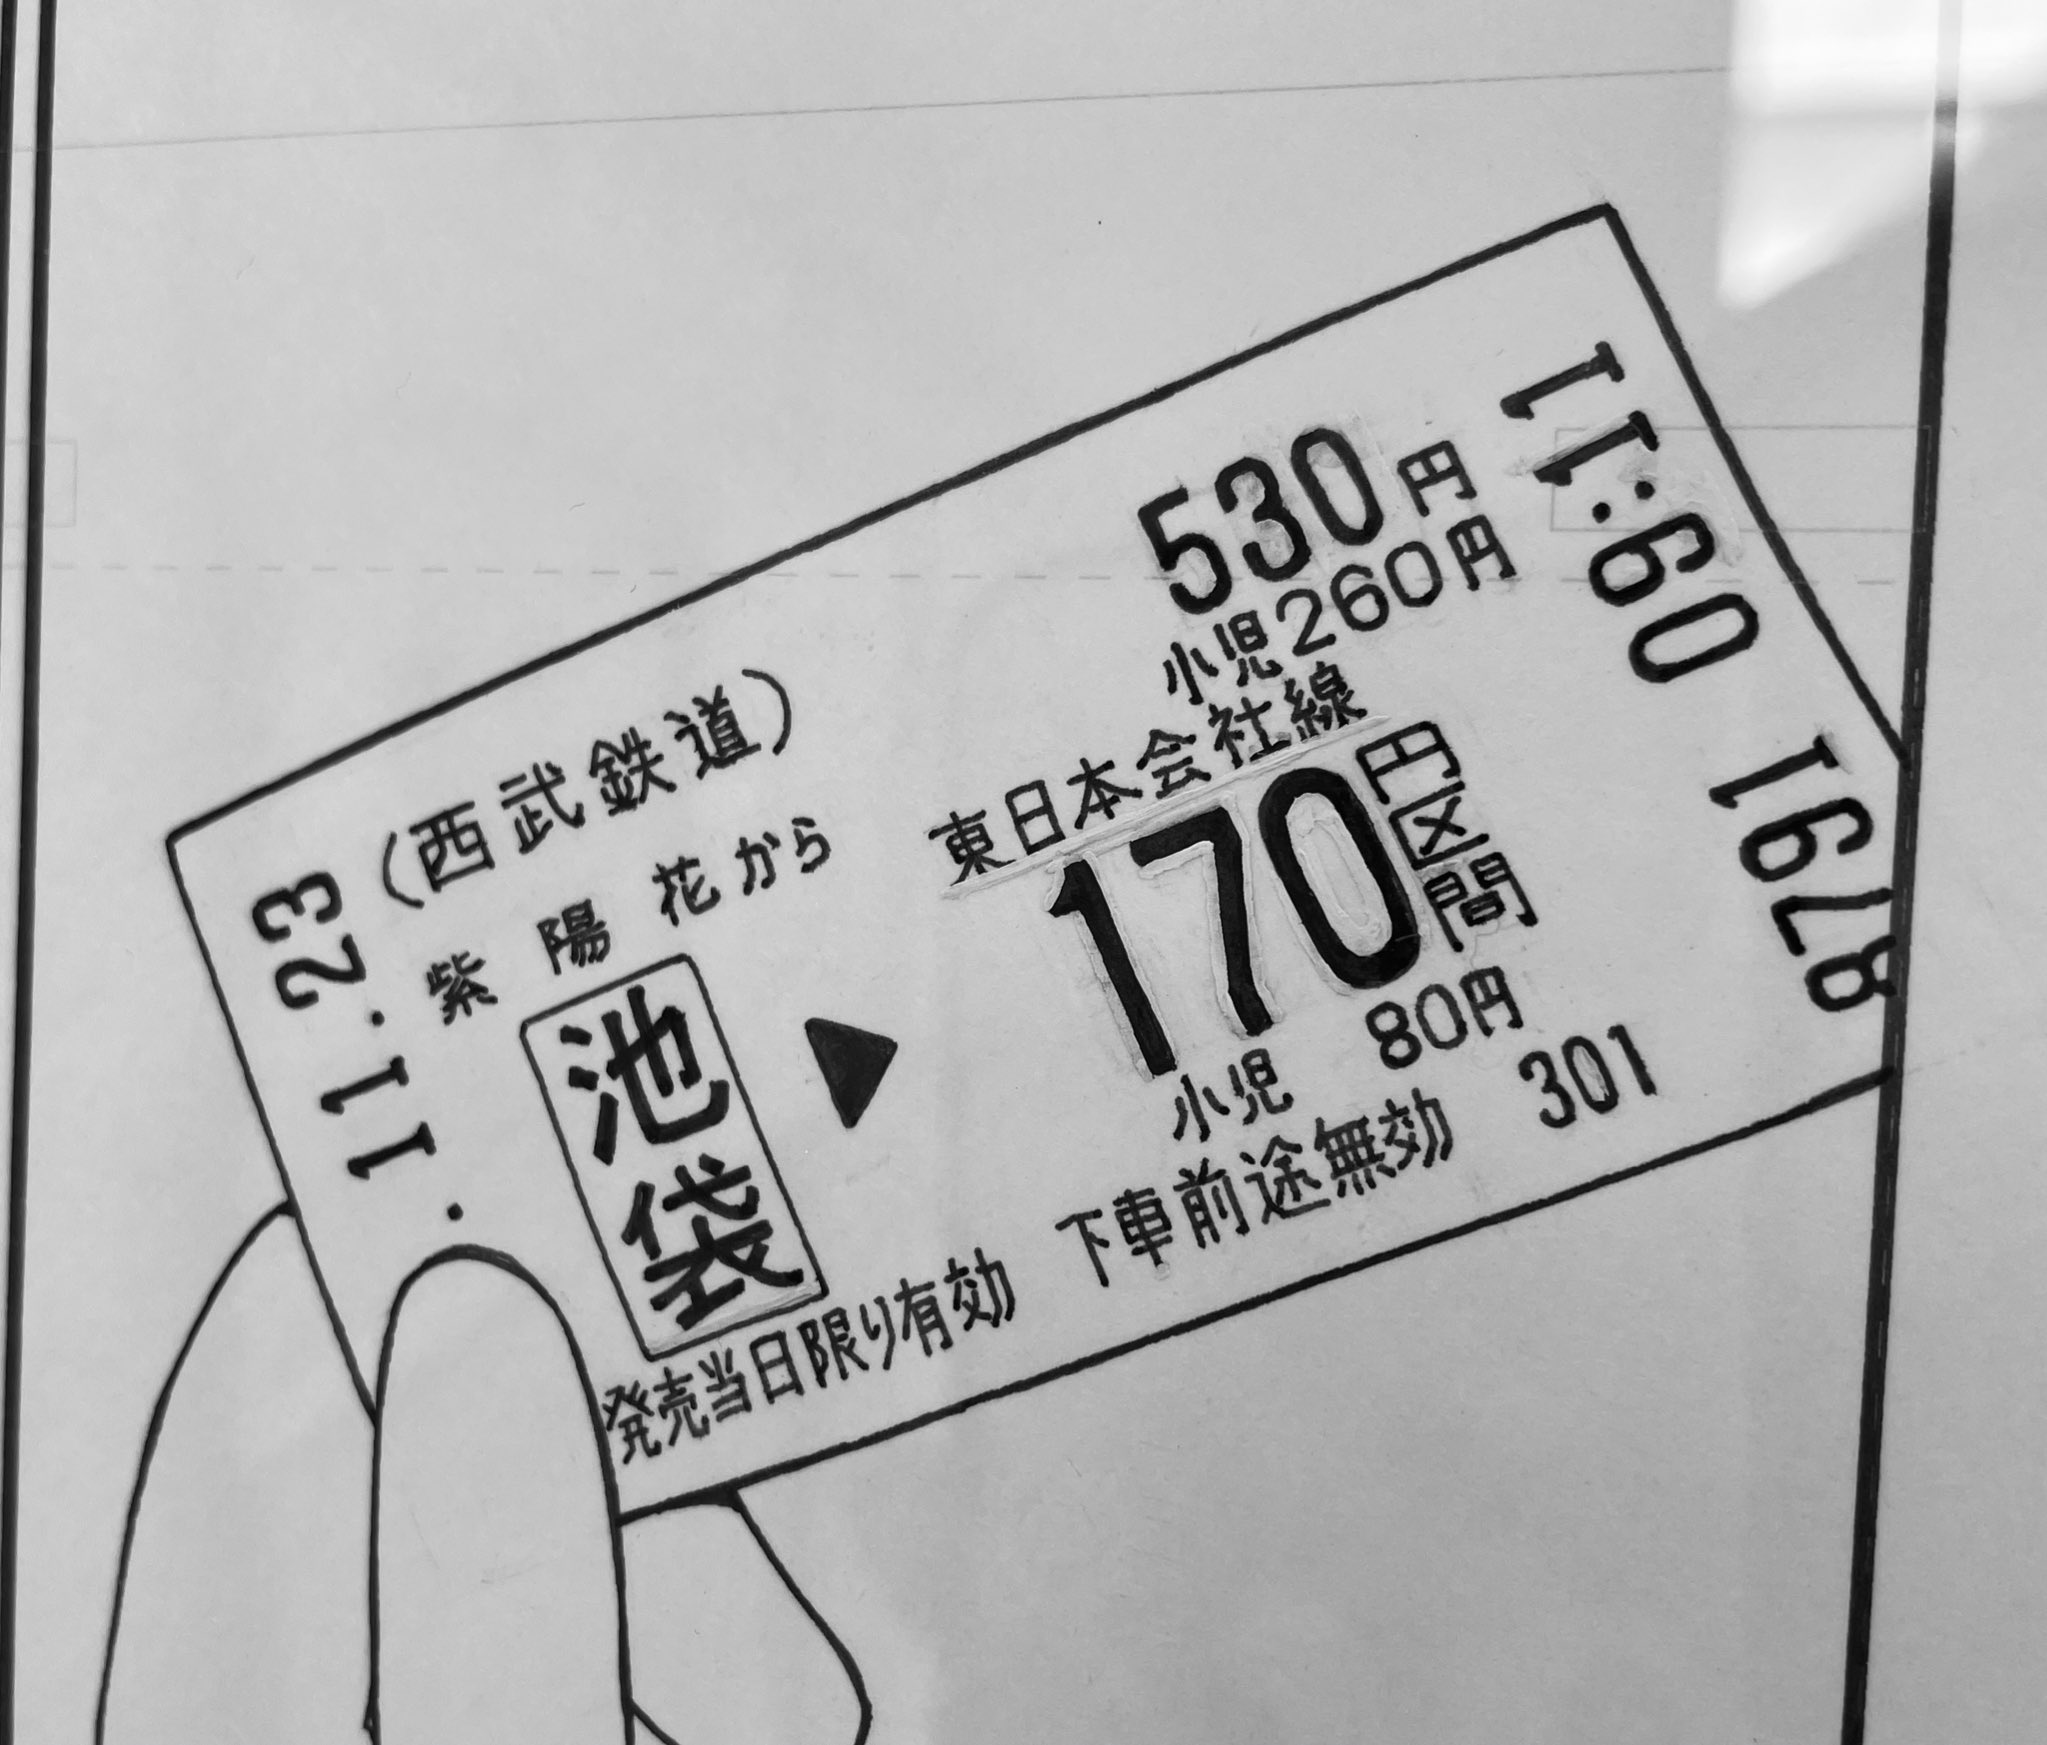 .11.23
(西武鉄道)
紫陽花から
池袋
▶
530円
小児260円
東日本会社線
170円区間
小児 80円
発売当日限り有効 下車前途無効 301
8791 09:11